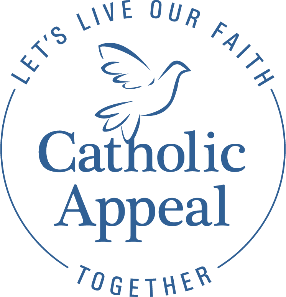 LET'S LIVE OUR FAITH
Catholic
Appeal
TOGETHER